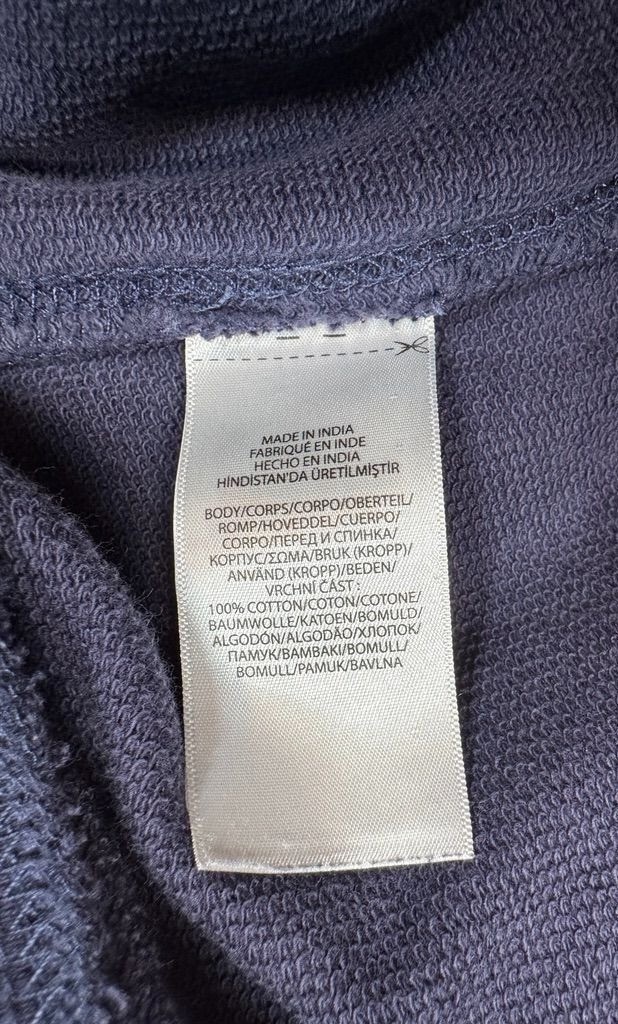 MADE IN INDIA
FABRIQUÉ EN INDE
HECHO EN INDIA
HİNDİSTAN'DA ÜRETİLMİŞTİR
BODY/CORPS/CORPO/OBERTEIL/
ROMP/HOVEDDEL/CUERPO/
CORPO/ПЕРЕД И СПИНКА/
КОРПУС/ΣΩΜΑ/BRUK (KROPP)/
ANVÄND (KROPP)/BEDEN/
VRCHNÍ ČÁST :
100% COTTON/COTON/COTONE/
BAUMWOLLE/KATOEN/BOMULD/
ALGODÓN/ALGODÃO/ХЛОПОК/
ПАМУК/ΒΑΜΒΑΚΙ/BOMULL/
BOMULL/PAMUK/BAVLNA